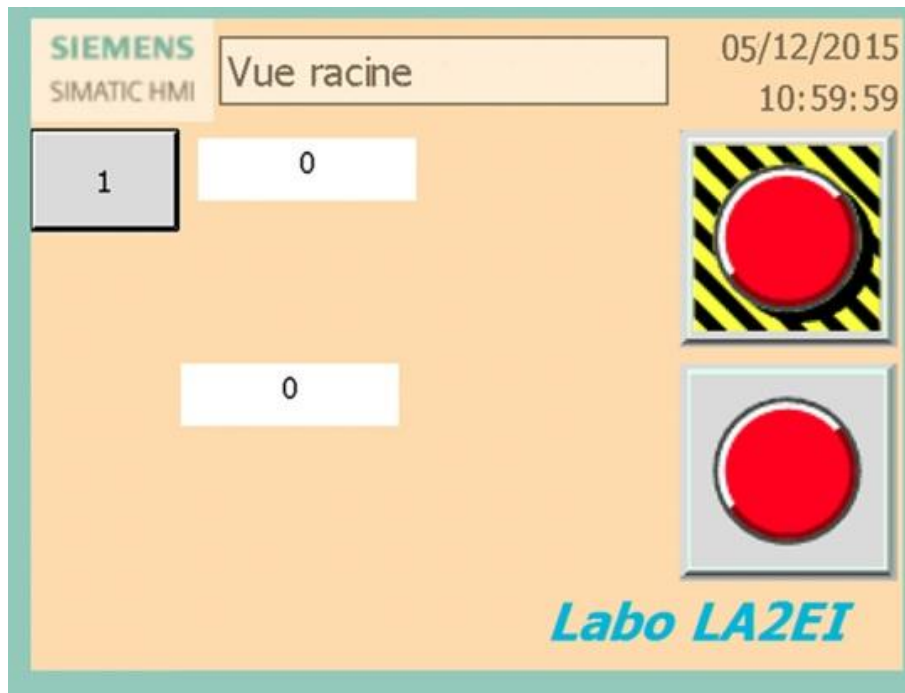 SIEMENS
SIMATIC HMI
Vue racine
05/12/2015
10:59:59
1
0
0
Labo LA2EI